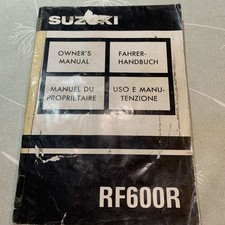 SUZUKI
OWNER'S
MANUAL
FAHRER-
HANDBUCH
MANUEL DU
PROPRIETAIRE
USO E MANU-
TENZIONE
RF600R